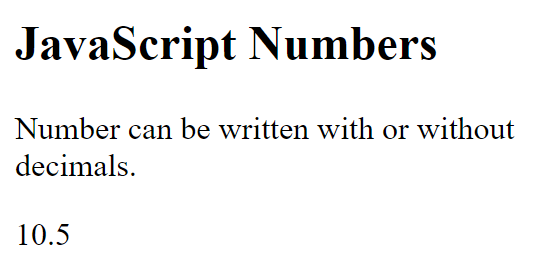 JavaScript Numbers
Number can be written with or without
decimals.
10.5